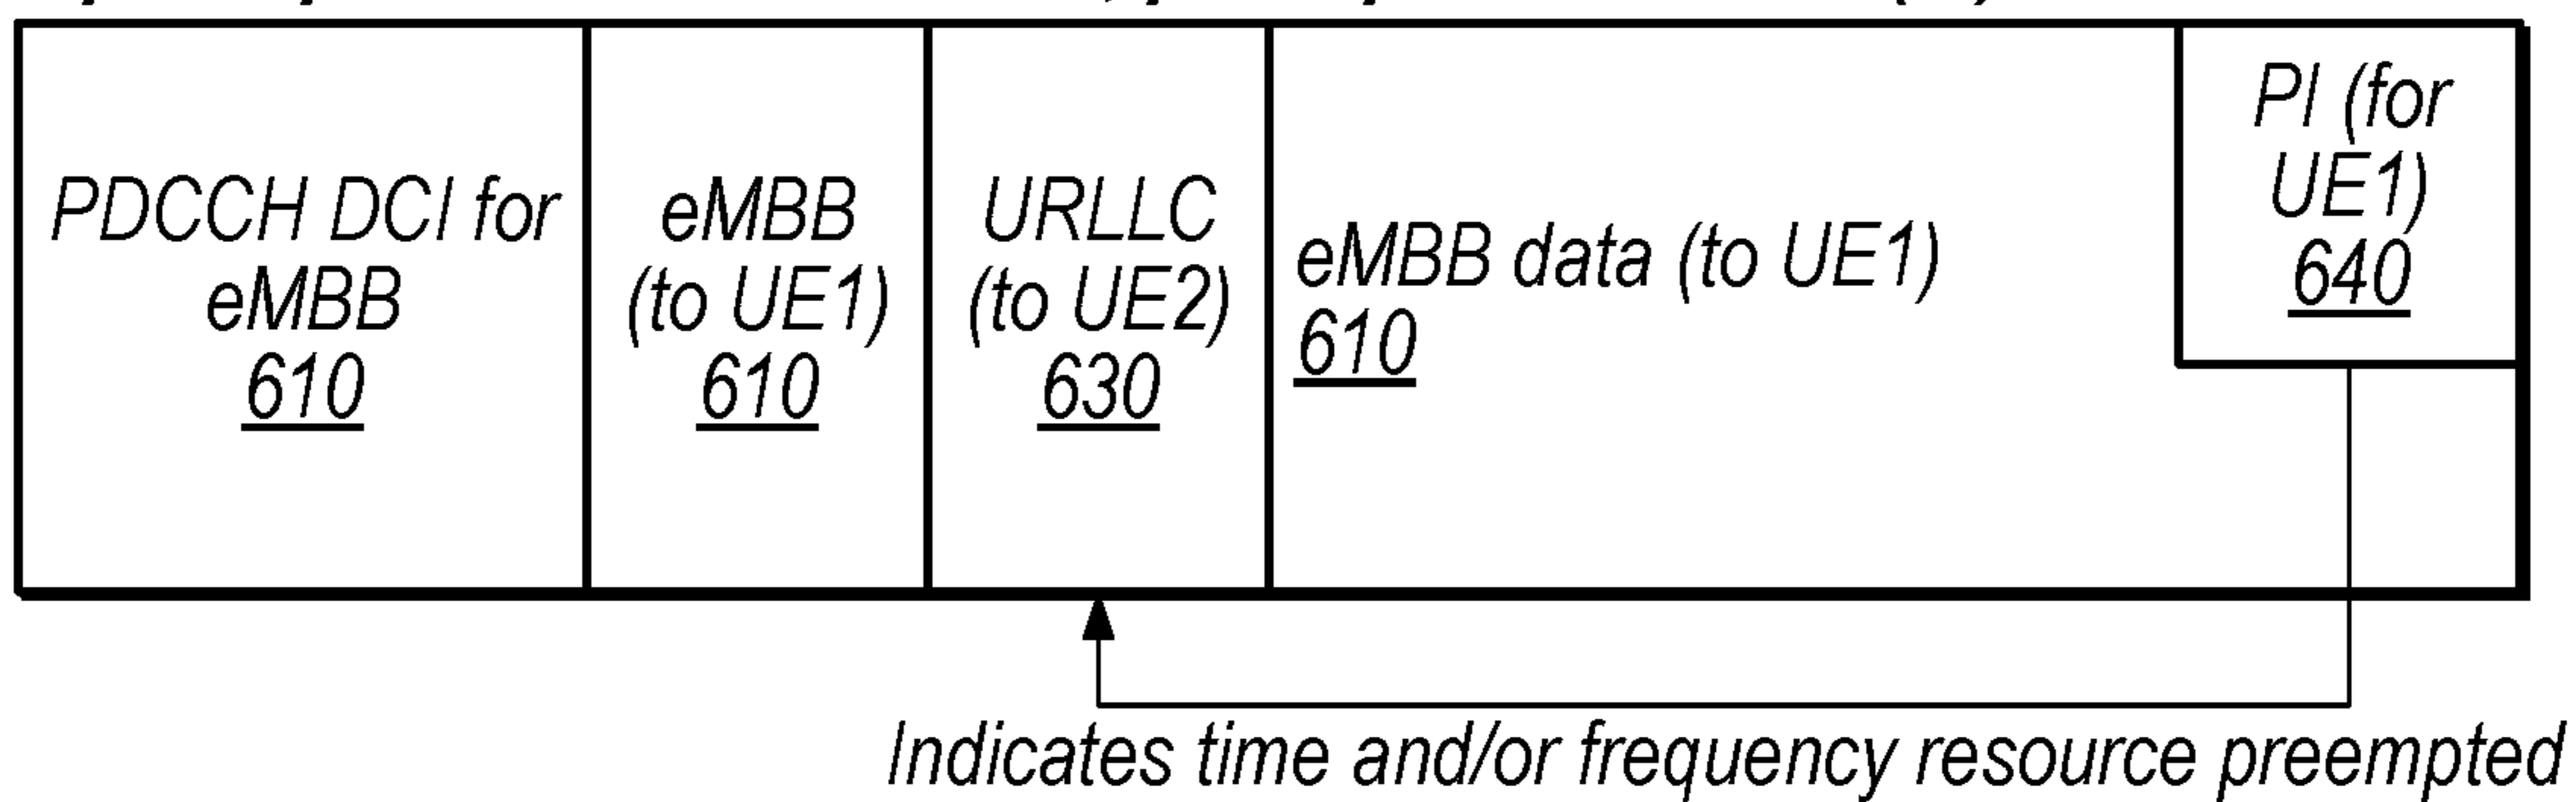 PDCCH DCI for
eMBB
610
eMBB
(to UE1)
610
URLLC
(to UE2)
630
eMBB data (to UE1)
610
PI (for
UE1)
640
Indicates time and/or frequency resource preempted